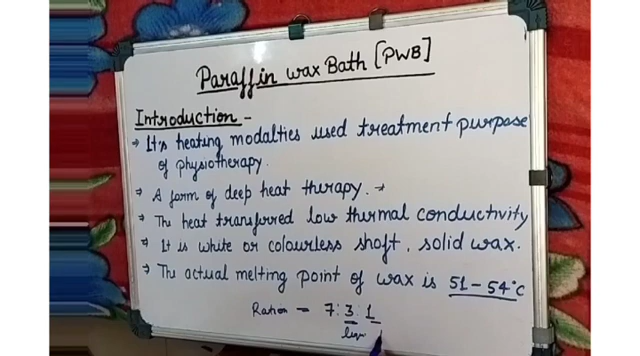 Paraffin wax Bath [PWB]
Introduction -
→ It's heating modalties used treatment purpose
of physiotherapy.
→ A form of deep heat therapy. →
→ The heat transferred low thermal conductivity
→ It is white or colourless shoft, solid wax.
→ The actual melting point of wax is 51-54°c
Ration = 7:3:1